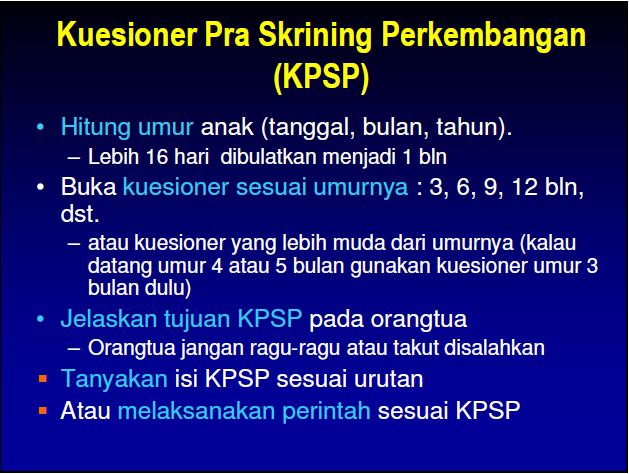 Kuesioner Pra Skrining Perkembangan
(KPSP)
• Hitung umur anak (tanggal, bulan, tahun).
– Lebih 16 hari dibulatkan menjadi 1 bln
• Buka kuesioner sesuai umurnya : 3, 6, 9, 12 bln,
dst.
– atau kuesioner yang lebih muda dari umurnya (kalau
datang umur 4 atau 5 bulan gunakan kuesioner umur 3
bulan dulu)
• Jelaskan tujuan KPSP pada orangtua
– Orangtua jangan ragu-ragu atau takut disalahkan
▪ Tanyakan isi KPSP sesuai urutan
▪ Atau melaksanakan perintah sesuai KPSP